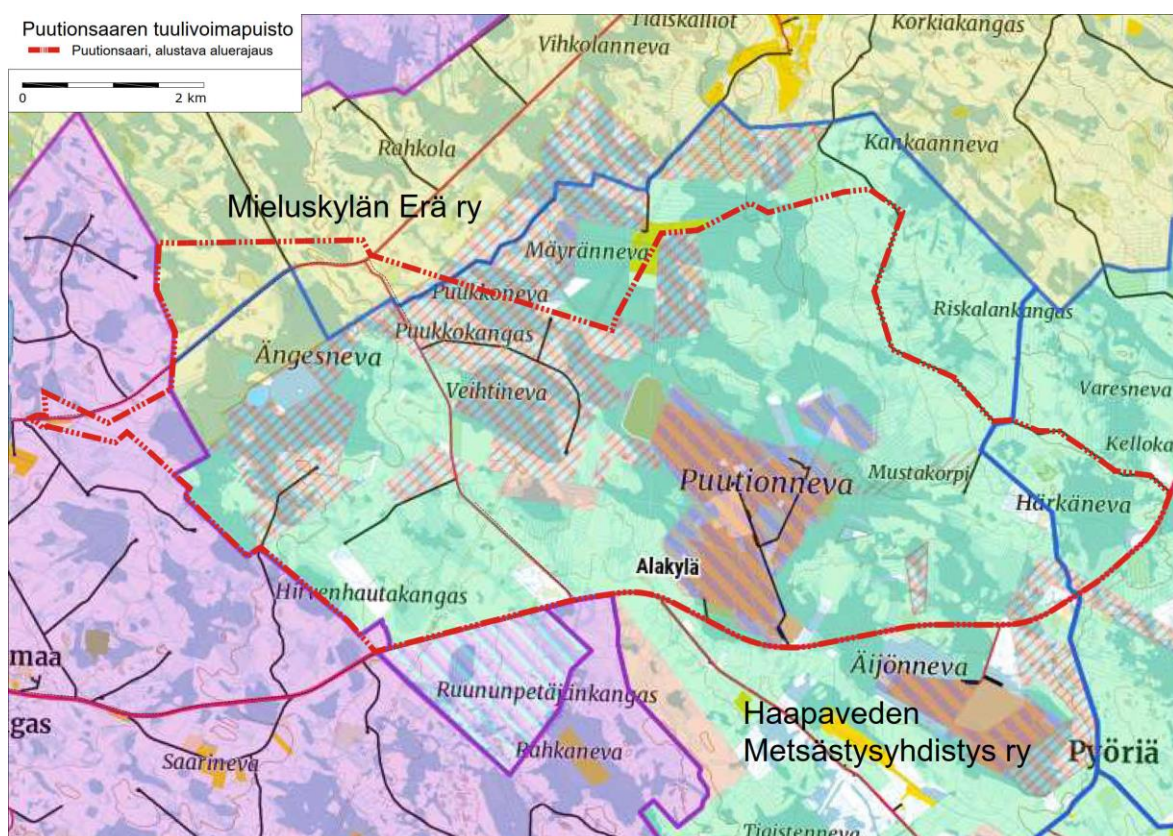 Puutionsaaren tuulivoimapuisto
Puutionsaari, alustava aluerajaus
0 2 km
Tiaiskalliot
Korkiakangas
Vihkolanneva
Rahkola
Kankaanneva
Mieluskylän Erä ry
Mäyränneva
Puukkoneva
Riskalankangas
Puukkokangas
Ängesneva
Veihtineva
Varesneva
Kelloka
Puutionneva
Mustakorpi
Härkäneva
Alakylä
Hirvenhautakangas
maa
Äijönneva
Ruununpetäjänkangas
gas
Haapaveden
Metsästysyhdistys ry
Saarineva
Rahkaneva
Pyöriä
Tiaistenneva